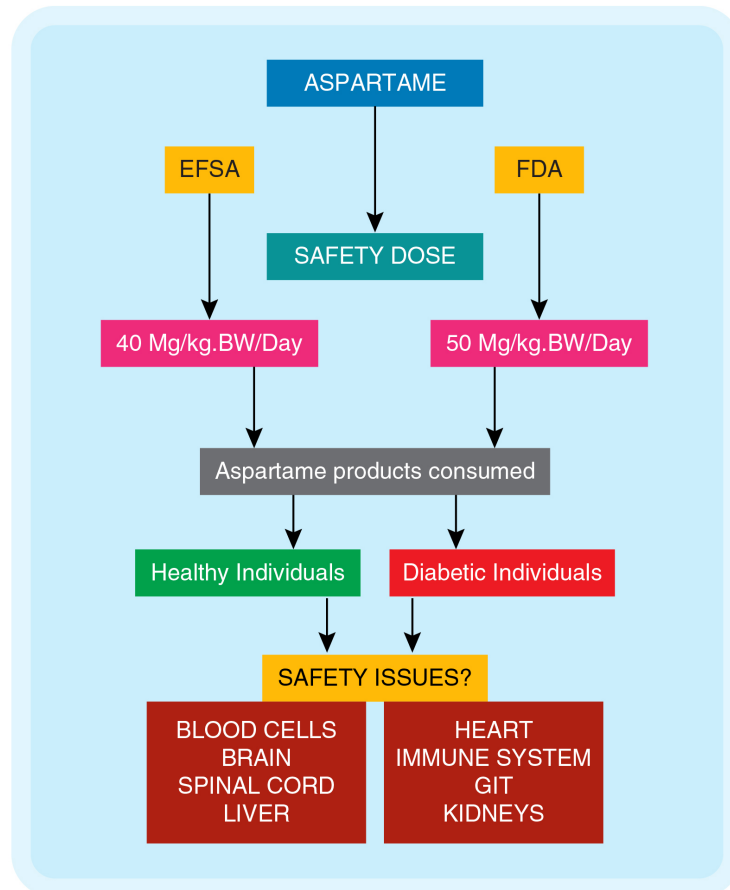 ASPARTAME
EFSA
FDA
SAFETY DOSE
40 Mg/kg.BW/Day
50 Mg/kg.BW/Day
Aspartame products consumed
Healthy Individuals
Diabetic Individuals
SAFETY ISSUES?
BLOOD CELLS
BRAIN
SPINAL CORD
LIVER
HEART
IMMUNE SYSTEM
GIT
KIDNEYS